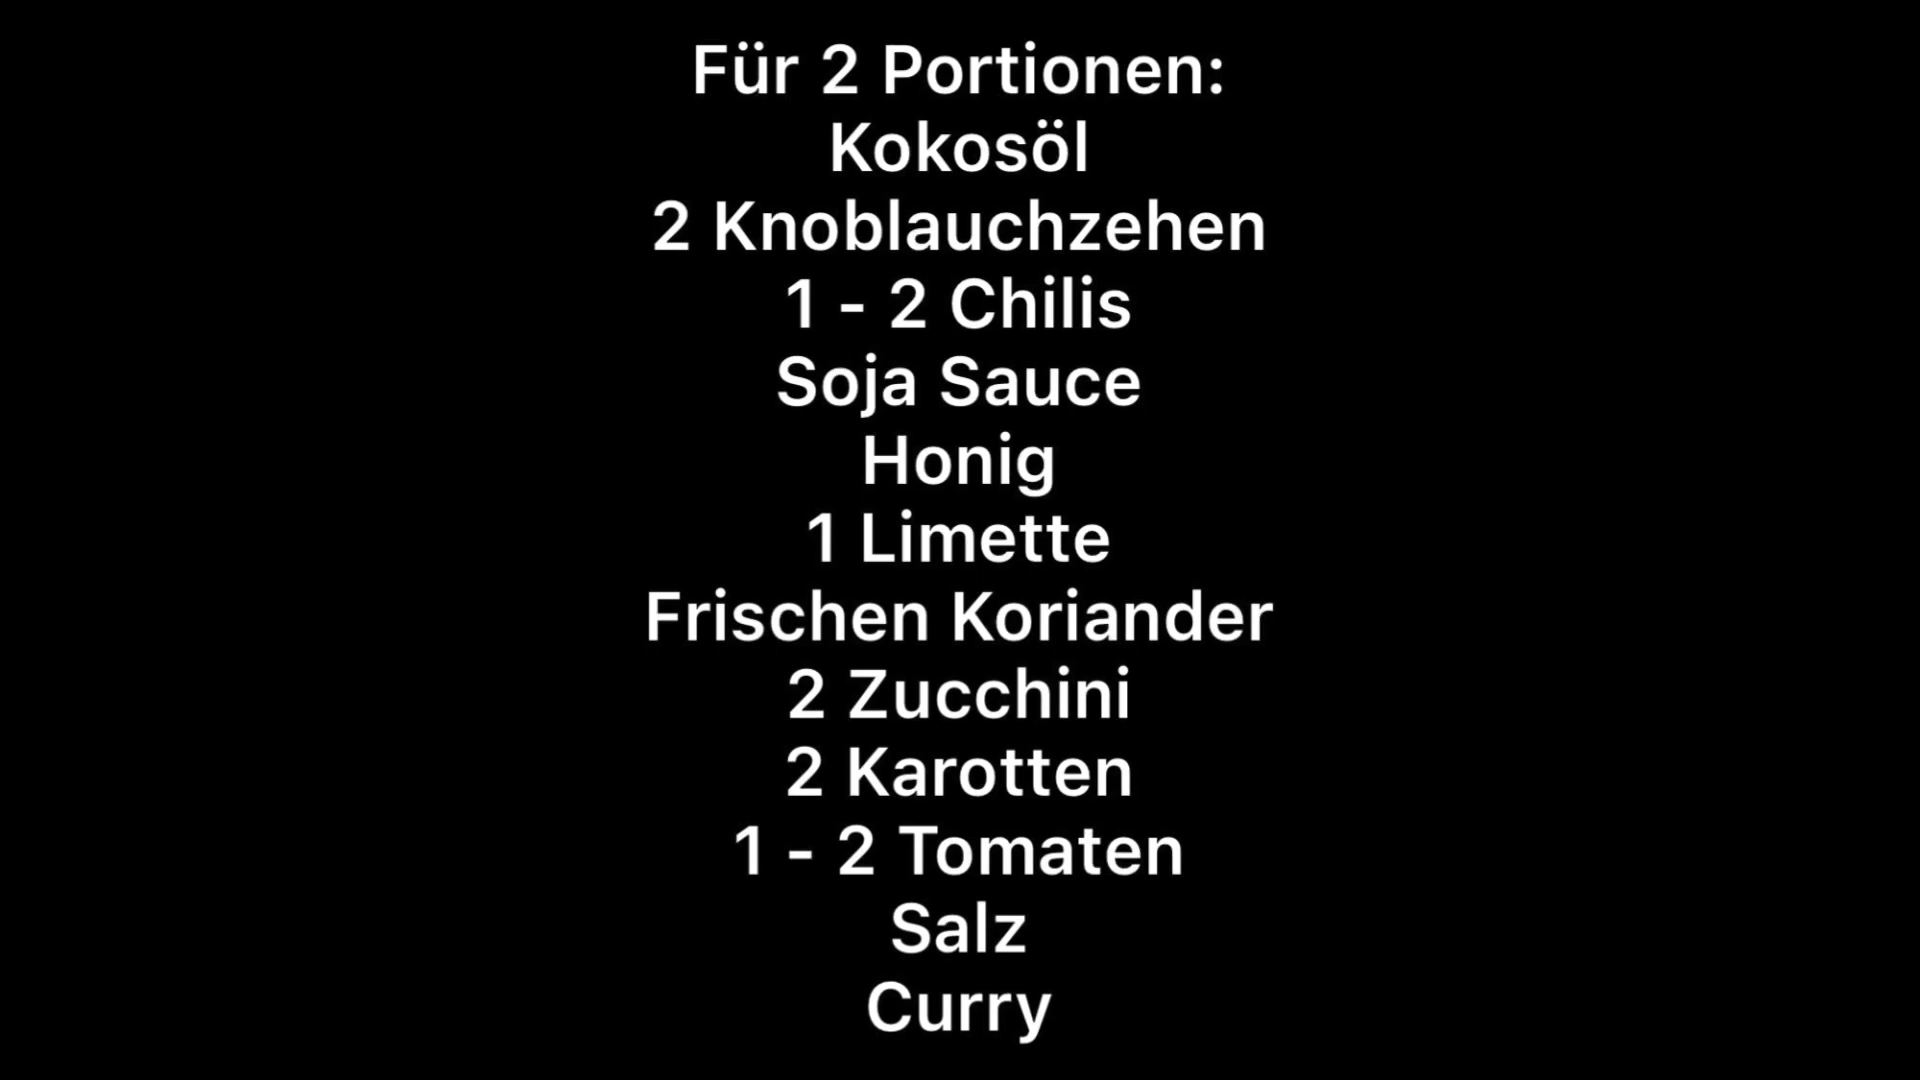 Für 2 Portionen:
Kokosöl
2 Knoblauchzehen
1 - 2 Chilis
Soja Sauce
Honig
1 Limette
Frischen Koriander
2 Zucchini
2 Karotten
1 - 2 Tomaten
Salz
Curry